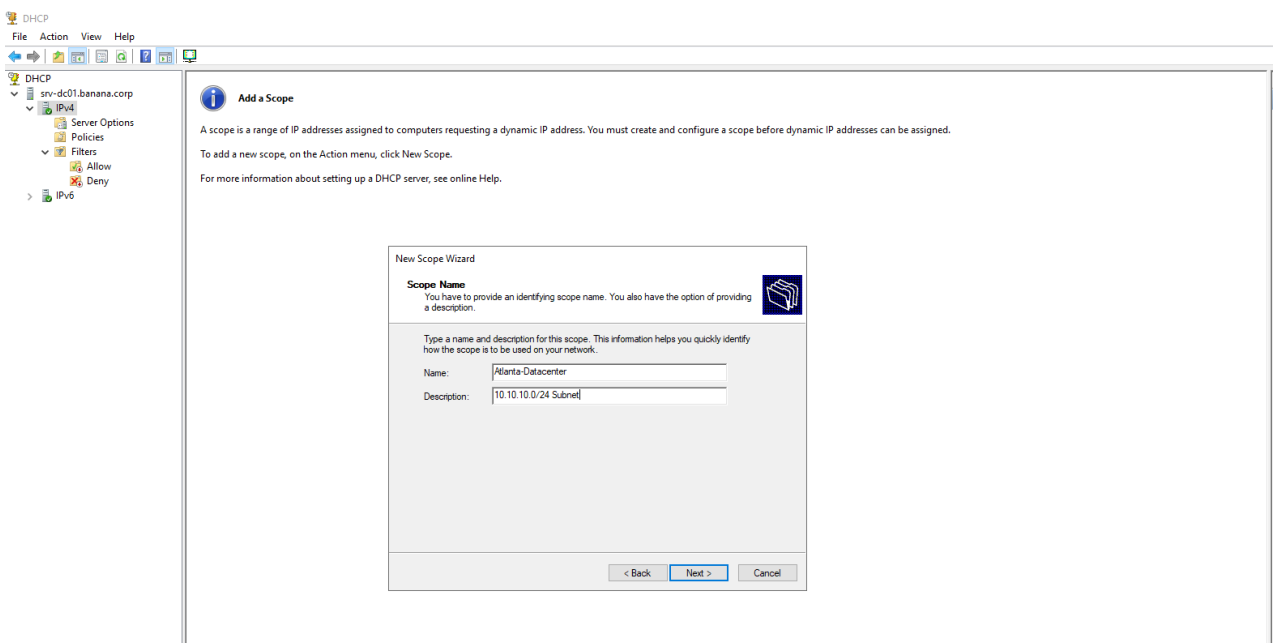 DHCP
File Action View Help
DHCP
srv-dc01.banana.corp
IPv4
Server Options
Policies
Filters
Allow
Deny
IPv6
Add a Scope
A scope is a range of IP addresses assigned to computers requesting a dynamic IP address. You must create and configure a scope before dynamic IP addresses can be assigned.
To add a new scope, on the Action menu, click New Scope.
For more information about setting up a DHCP server, see online Help.
New Scope Wizard
Scope Name
You have to provide an identifying scope name. You also have the option of providing
a description.
Type a name and description for this scope. This information helps you quickly identify
how the scope is to be used on your network.
Name: Atlanta-Datacenter
Description: 10.10.10.0/24 Subnet
< Back Next > Cancel